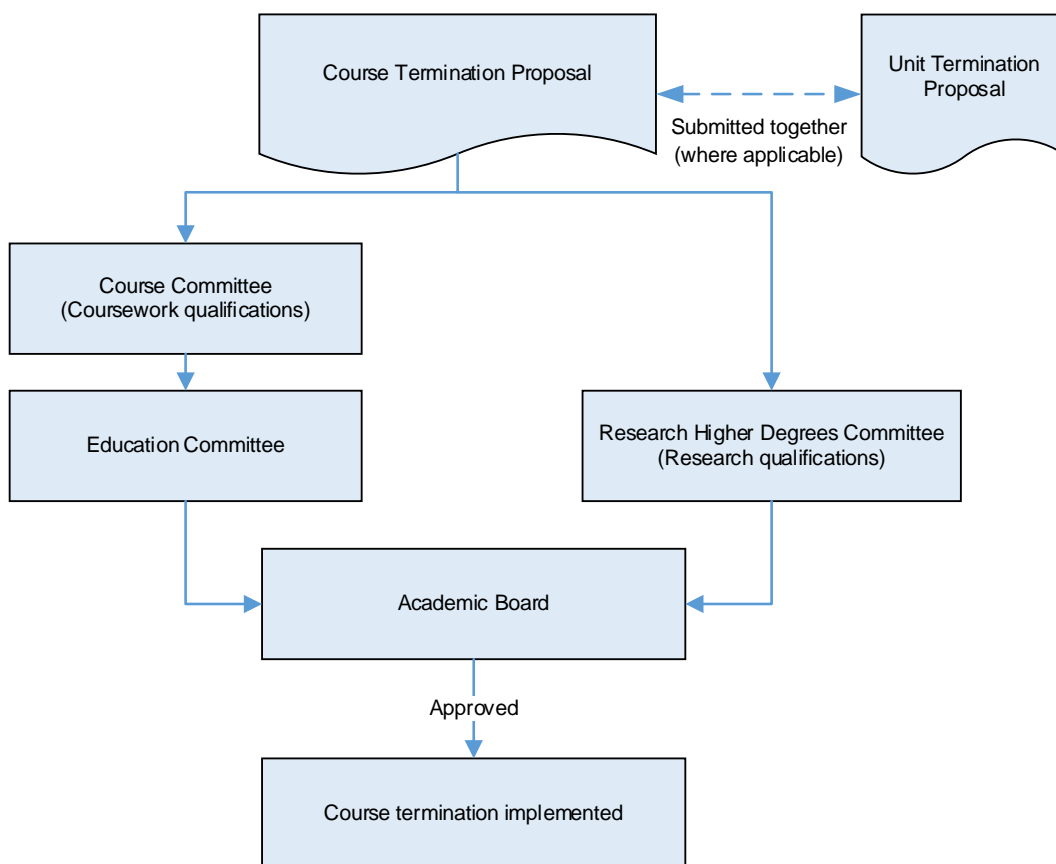 Course Termination Proposal
Unit Termination
Proposal
Submitted together
(where applicable)
Course Committee
(Coursework qualifications)
Education Committee
Research Higher Degrees Committee
(Research qualifications)
Academic Board
Approved
Course termination implemented